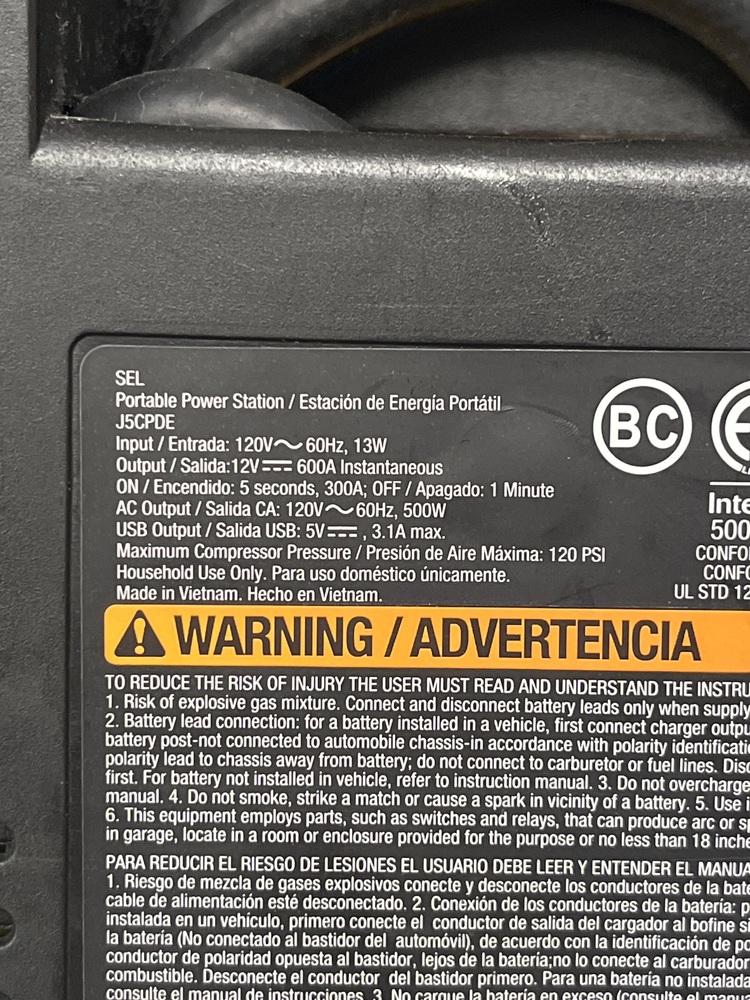 SEL
Portable Power Station / Estación de Energía Portátil
J5CPDE
Input / Entrada: 120V～60Hz, 13W
Output / Salida:12V⎓ 600A Instantaneous
ON / Encendido: 5 seconds, 300A; OFF / Apagado: 1 Minute
AC Output / Salida CA: 120V～60Hz, 500W
USB Output / Salida USB: 5V⎓, 3.1A max.
Maximum Compressor Pressure / Presión de Aire Máxima: 120 PSI
Household Use Only. Para uso doméstico únicamente.
Made in Vietnam. Hecho en Vietnam.
BC
Inte
500
CONFO
CONFO
UL STD 12
WARNING / ADVERTENCIA
TO REDUCE THE RISK OF INJURY THE USER MUST READ AND UNDERSTAND THE INSTRU
1. Risk of explosive gas mixture. Connect and disconnect battery leads only when supply
2. Battery lead connection: for a battery installed in a vehicle, first connect charger outpu
battery post-not connected to automobile chassis-in accordance with polarity identificati
polarity lead to chassis away from battery; do not connect to carburetor or fuel lines. Disc
first. For battery not installed in vehicle, refer to instruction manual. 3. Do not overcharge
manual. 4. Do not smoke, strike a match or cause a spark in vicinity of a battery. 5. Use i
6. This equipment employs parts, such as switches and relays, that can produce arc or sp
in garage, locate in a room or enclosure provided for the purpose or no less than 18 inche
PARA REDUCIR EL RIESGO DE LESIONES EL USUARIO DEBE LEER Y ENTENDER EL MANUA
1. Riesgo de mezcla de gases explosivos conecte y desconecte los conductores de la bate
cable de alimentación esté desconectado. 2. Conexión de los conductores de la batería: p
instalada en un vehículo, primero conecte el conductor de salida del cargador al bofine si
la batería (No conectado al bastidor del automóvil), de acuerdo con la identificación de po
conductor de polaridad opuesta al bastidor, lejos de la batería;no lo conecte al carburador
combustible. Desconecte el conductor del bastidor primero. Para una batería no instalada
consulte el manual de instrucciones. 3. No cargue la batería en exceso (consulte el manu